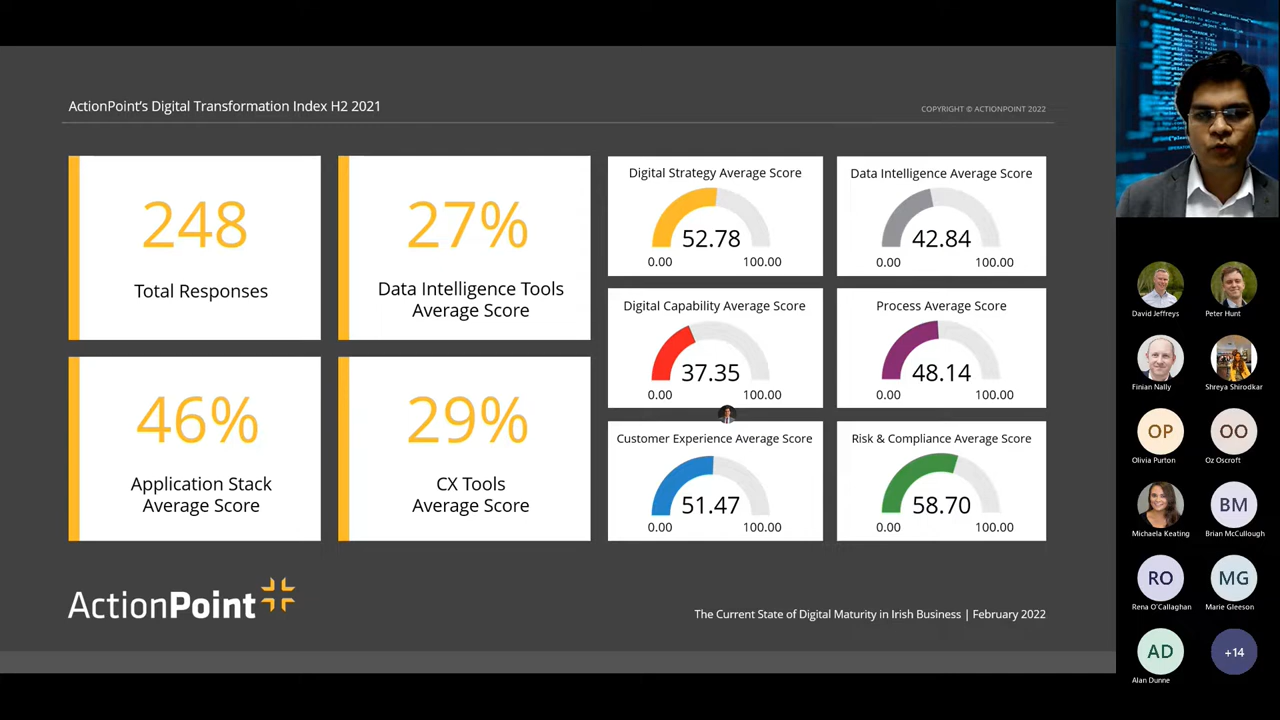 ActionPoint's Digital Transformation Index H2 2021
COPYRIGHT © ACTIONPOINT 2022
248
Total Responses
27%
Data Intelligence Tools
Average Score
46%
Application Stack
Average Score
29%
CX Tools
Average Score
Digital Strategy Average Score
52.78
0.00 100.00
Data Intelligence Average Score
42.84
0.00 100.00
Digital Capability Average Score
37.35
0.00 100.00
Process Average Score
48.14
0.00 100.00
Customer Experience Average Score
51.47
0.00 100.00
Risk & Compliance Average Score
58.70
0.00 100.00
ActionPoint
The Current State of Digital Maturity in Irish Business | February 2022
David Jeffreys
Peter Hunt
Finian Nally
Shreya Shirodkar
OP
Olivia Purton
OO
Oz Oscroft
Michaela Keating
BM
Brian McCullough
RO
Rena O'Callaghan
MG
Marie Gleeson
AD
Alan Dunne
+14